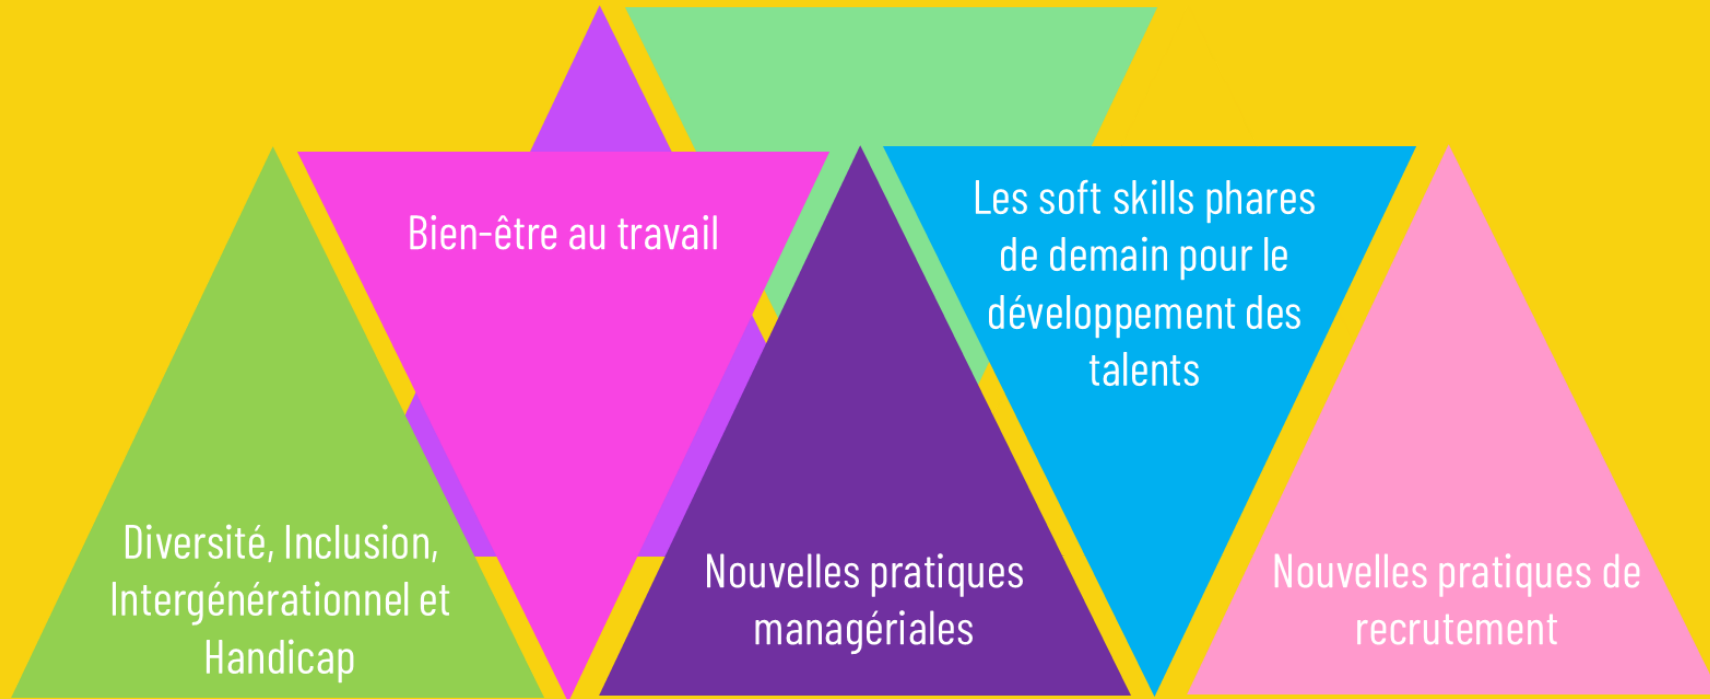 Bien-être au travail
Les soft skills phares
de demain pour le
développement des
talents
Diversité, Inclusion,
Intergénérationnel et
Handicap
Nouvelles pratiques
managériales
Nouvelles pratiques de
recrutement